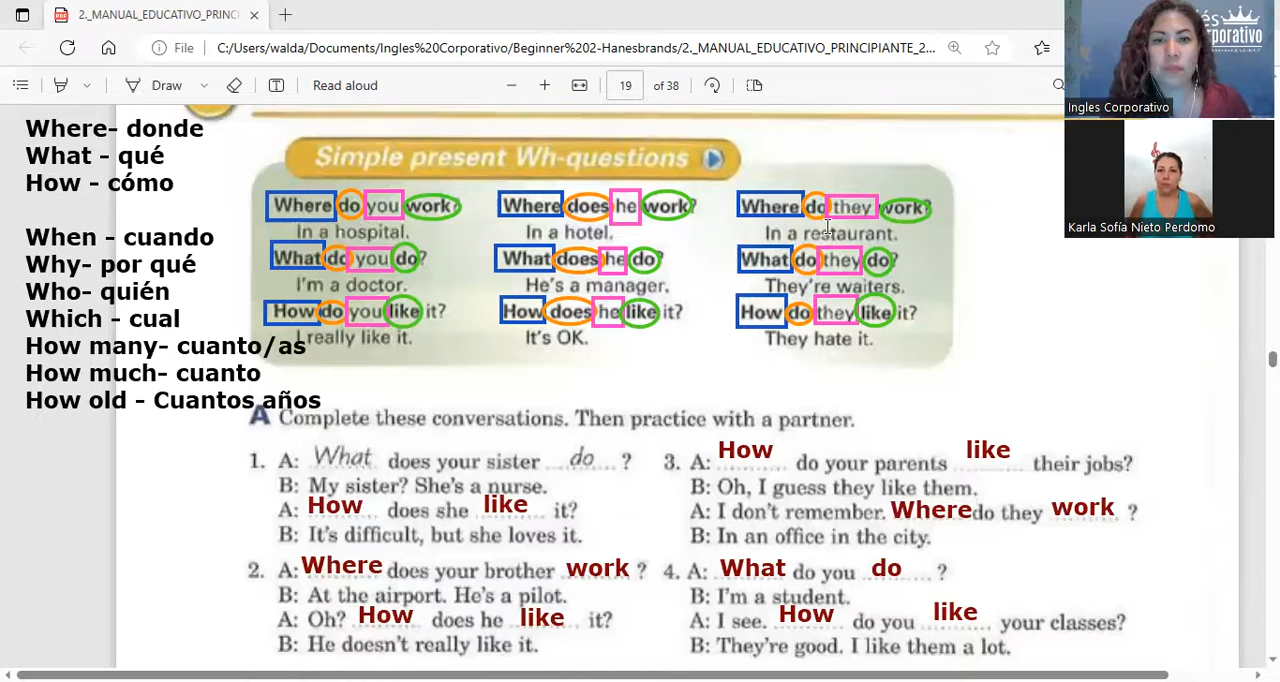 2._MANUAL_EDUCATIVO_PRINCI
File
C:/Users/walda/Documents/Ingles%20Corporativo/Beginner%202-Hanesbrands/2._MANUAL_EDUCATIVO_PRINCIPIANTE_2...
Draw
Read aloud
19 of 38
Corporativo
Ingles Corporativo
Karla Sofía Nieto Perdomo
Where- donde
What - qué
How - cómo
When - cuando
Why- por qué
Who- quién
Which - cual
How many- cuanto/as
How much- cuanto
How old - Cuantos años
Simple present Wh-questions
Where do you work?
In a hospital.
What do you do?
I'm a doctor.
How do you like it?
I really like it.
Where does he work?
In a hotel.
What does he do?
He's a manager.
How does he like it?
It's OK.
Where do they work?
In a restaurant.
What do they do?
They're waiters.
How do they like it?
They hate it.
A Complete these conversations. Then practice with a partner.
1. A: What does your sister do ?
B: My sister? She's a nurse.
A: How does she like it?
B: It's difficult, but she loves it.
2. A: Where does your brother work ?
B: At the airport. He's a pilot.
A: Oh? How does he like it?
B: He doesn't really like it.
3. A: How do your parents like their jobs?
B: Oh, I guess they like them.
A: I don't remember. Where do they work ?
B: In an office in the city.
4. A: What do you do ?
B: I'm a student.
A: I see. How do you like your classes?
B: They're good. I like them a lot.